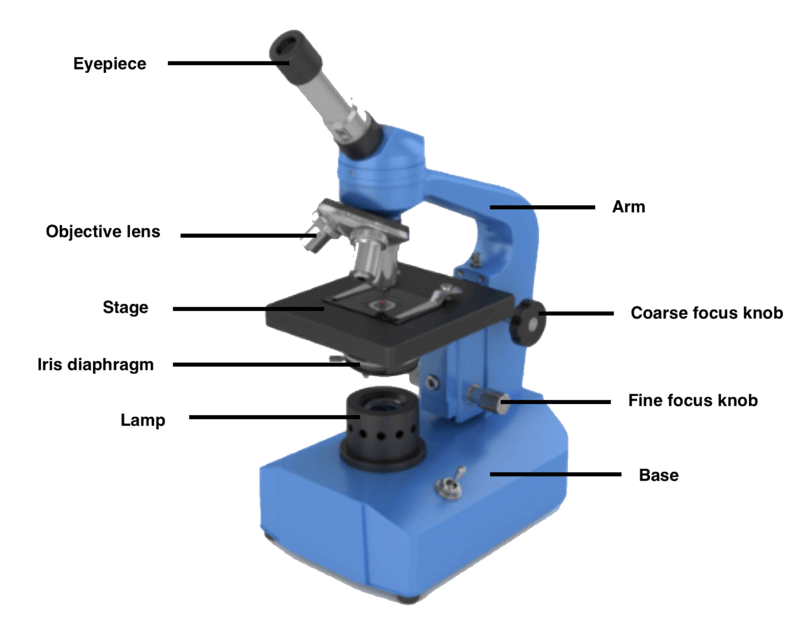 Eyepiece
Arm
Objective lens
Stage
Coarse focus knob
Iris diaphragm
Fine focus knob
Lamp
Base